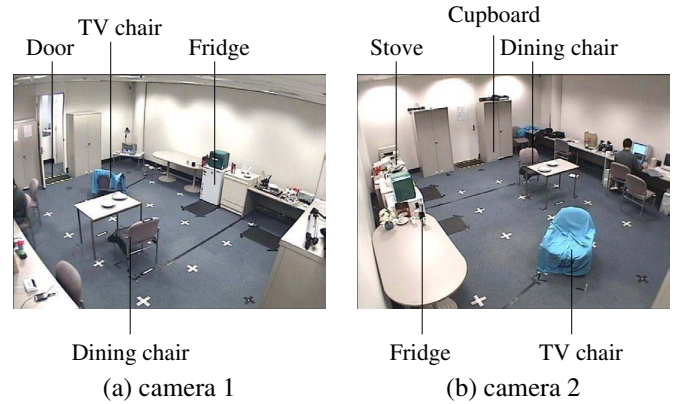 TV chair
Door
Fridge
Dining chair
(a) camera 1
Cupboard
Stove
Dining chair
Fridge
TV chair
(b) camera 2